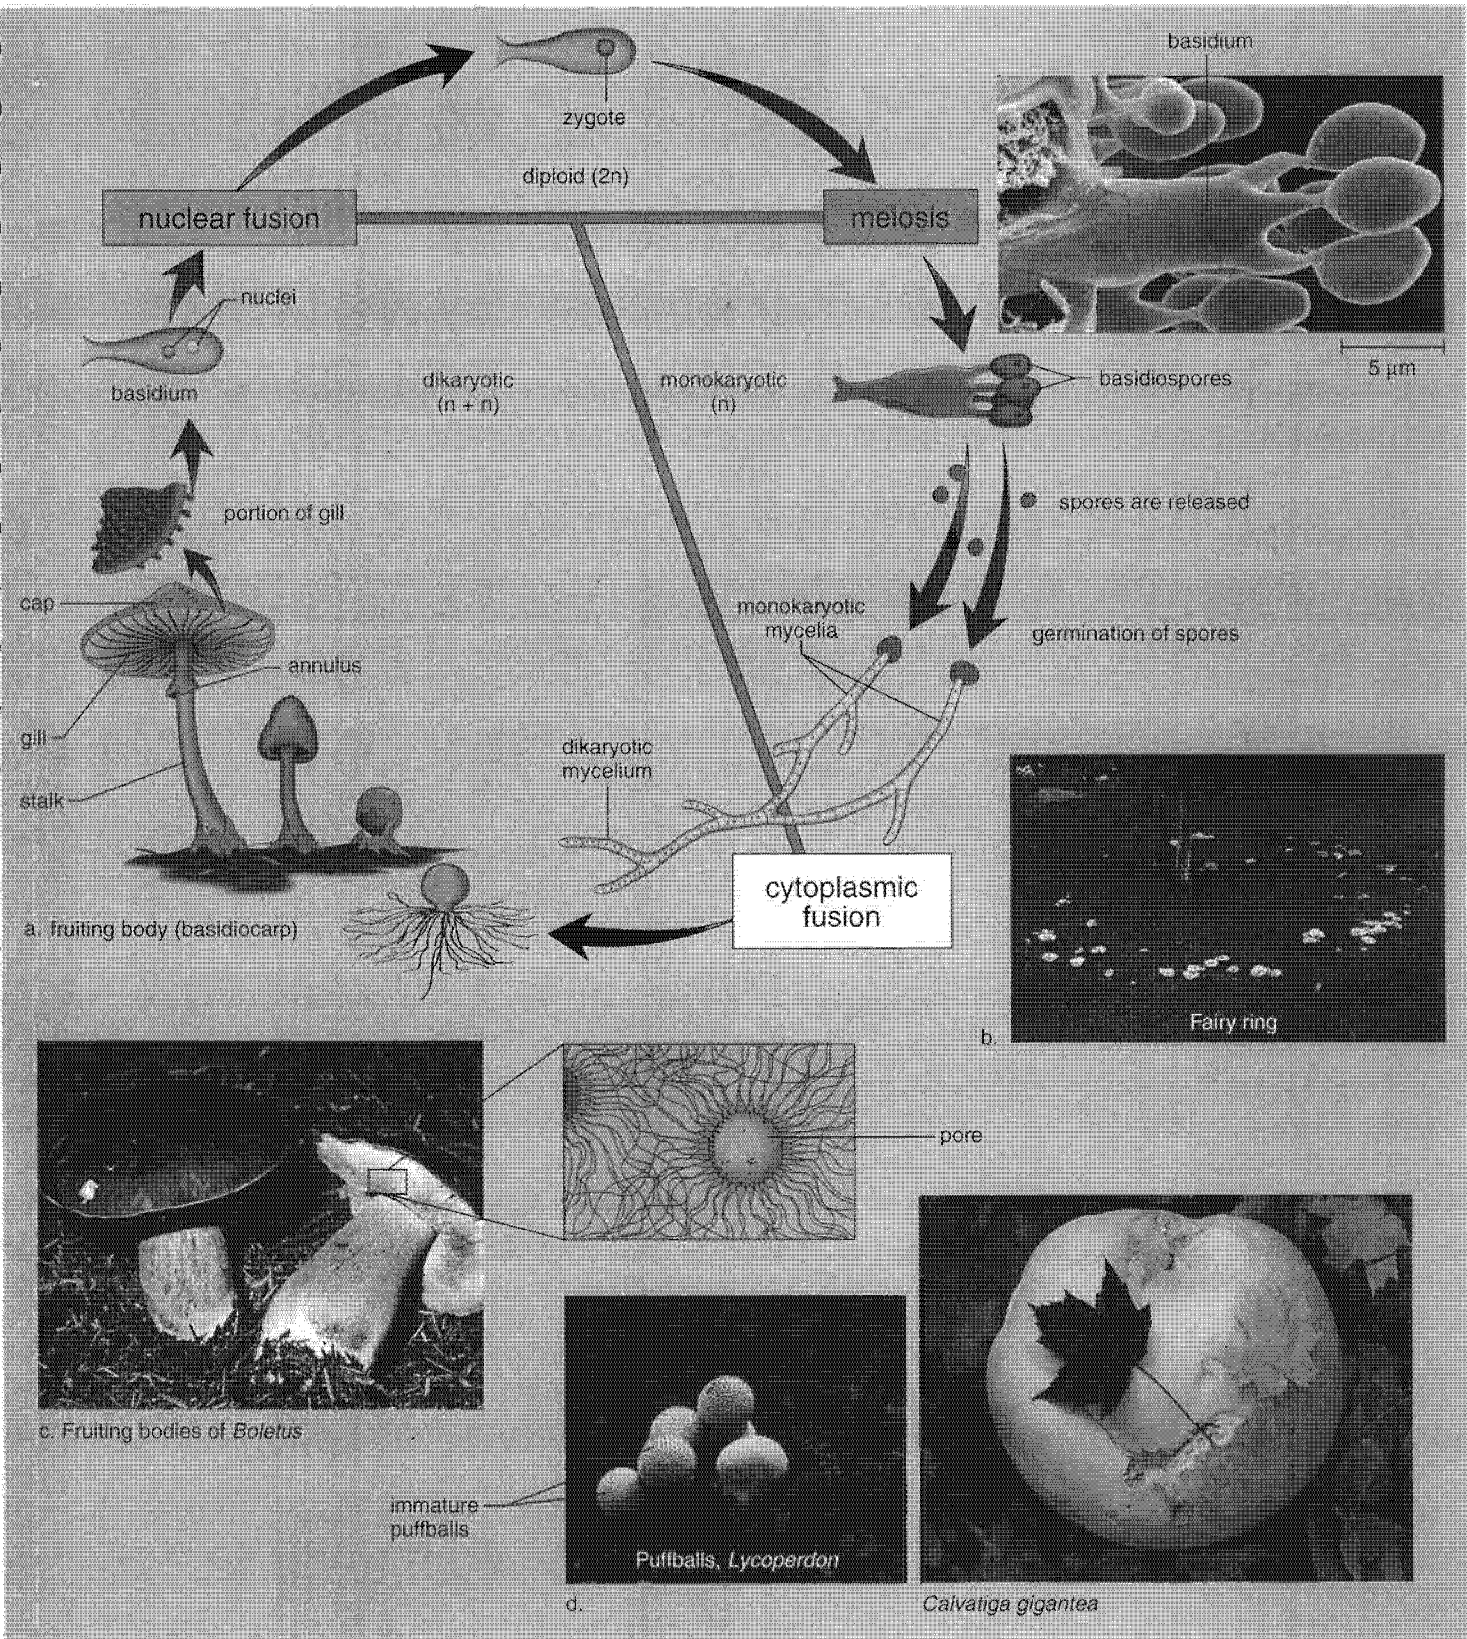 basidium
zygote
diploid (2n)
nuclear fusion
meiosis
nuclei
basidium
dikaryotic
(n + n)
monokaryotic
(n)
basidiospores
5 µm
portion of gill
spores are released
cap
annulus
gill
stalk
monokaryotic
mycelia
germination of spores
dikaryotic
mycelium
cytoplasmic
fusion
a. fruiting body (basidiocarp)
b.
Fairy ring
pore
c. Fruiting bodies of Boletus
immature
puffballs
Puffballs, Lycoperdon
d.
Calvatiga gigantea